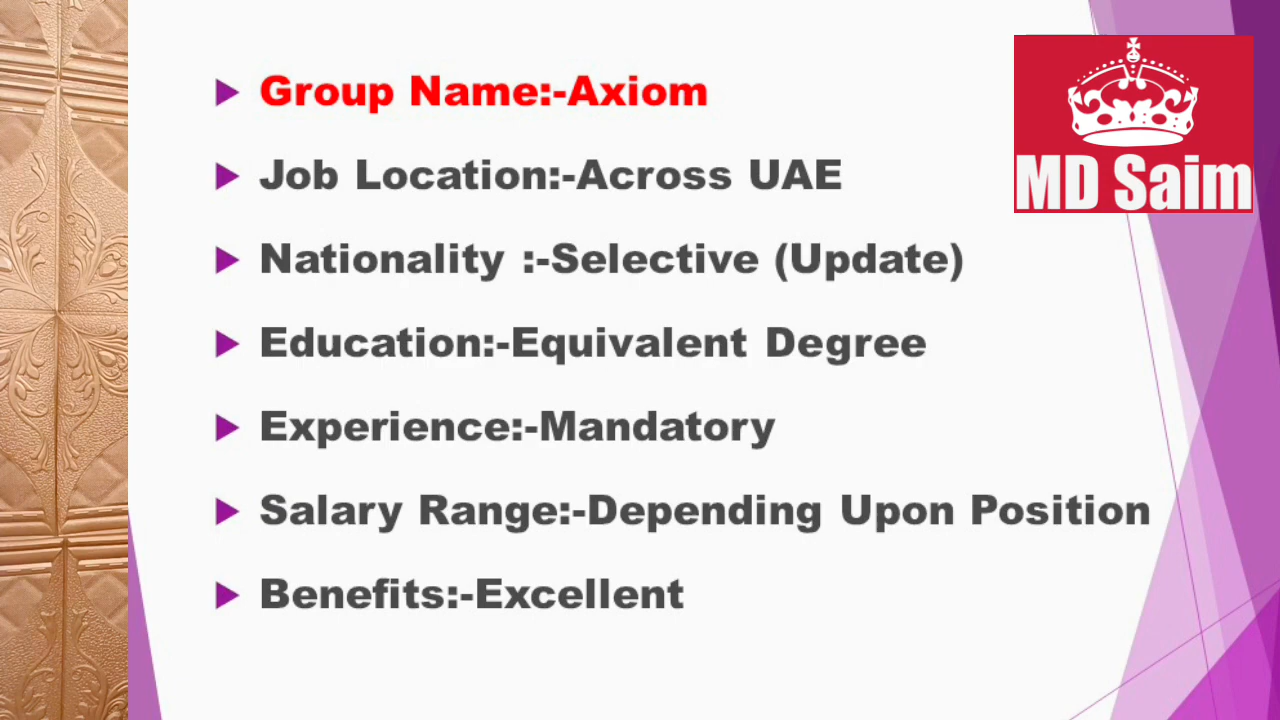 Group Name:-Axiom
Job Location:-Across UAE
Nationality :-Selective (Update)
Education:-Equivalent Degree
Experience:-Mandatory
Salary Range:-Depending Upon Position
Benefits:-Excellent
MD Saim